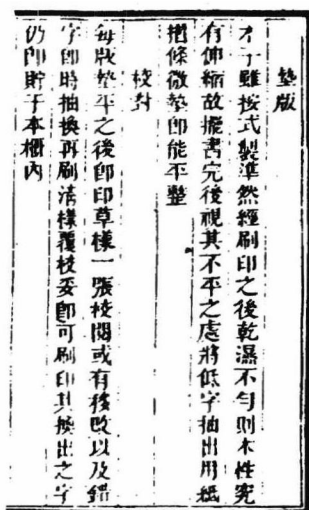 墊版
木子雖按式製準然經刷印之後乾濕不勻則木性究
有伸縮故擺書完後視其不平之處將低字抽出用紙
摺條微墊即能平整
校對
每版墊平之後即印草樣一張校閱或有移改以及錯
字即時抽換再刷清樣覆校妥即可刷印其換出之字
仍即貯于本櫃內